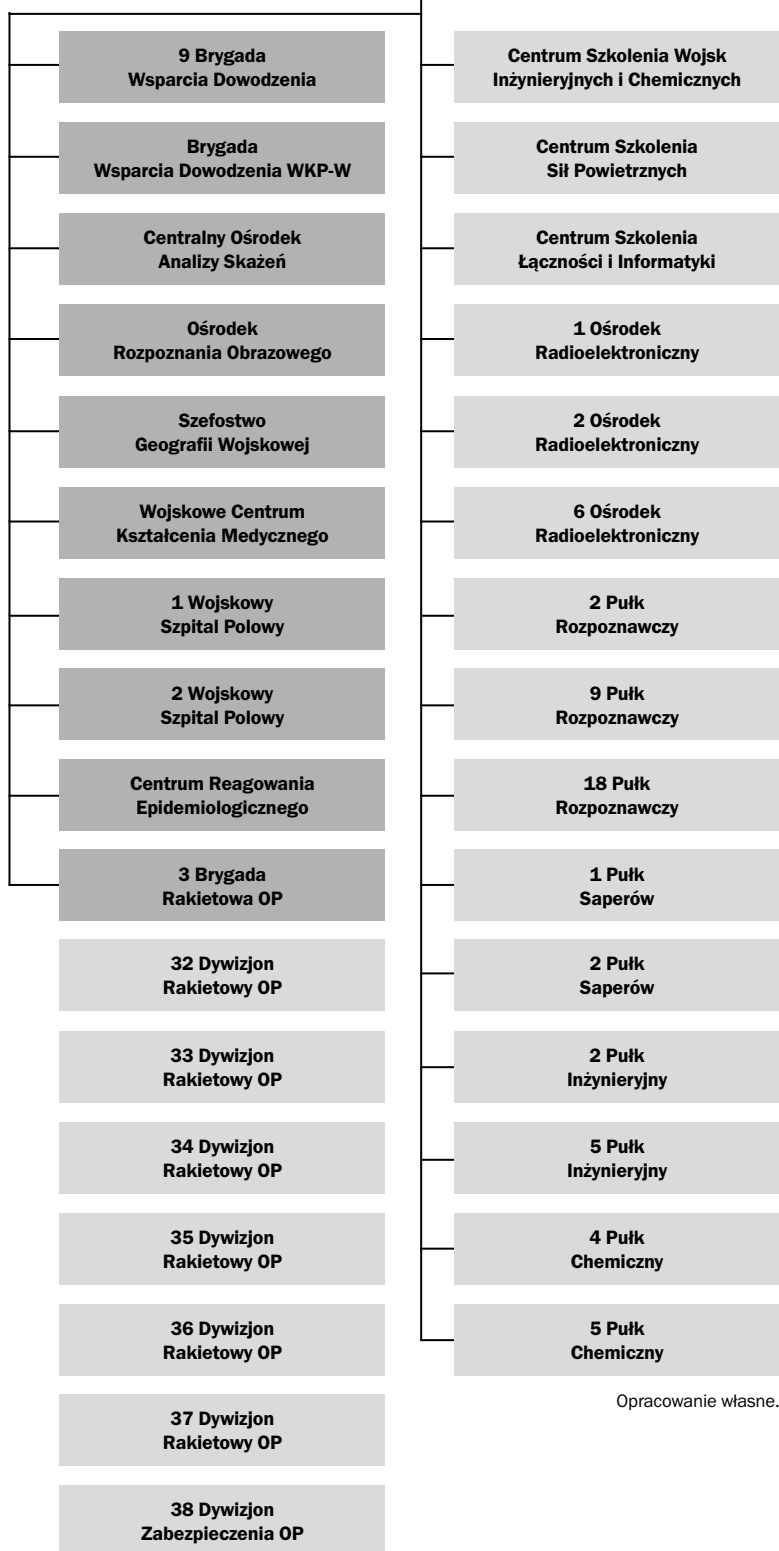 9 Brygada
Wsparcia Dowodzenia
Brygada
Wsparcia Dowodzenia WKP-W
Centralny Ośrodek
Analizy Skażeń
Ośrodek
Rozpoznania Obrazowego
Szefostwo
Geografii Wojskowej
Wojskowe Centrum
Kształcenia Medycznego
1 Wojskowy
Szpital Polowy
2 Wojskowy
Szpital Polowy
Centrum Reagowania
Epidemiologicznego
3 Brygada
Rakietowa OP
32 Dywizjon
Rakietowy OP
33 Dywizjon
Rakietowy OP
34 Dywizjon
Rakietowy OP
35 Dywizjon
Rakietowy OP
36 Dywizjon
Rakietowy OP
37 Dywizjon
Rakietowy OP
38 Dywizjon
Zabezpieczenia OP
Centrum Szkolenia Wojsk
Inżynieryjnych i Chemicznych
Centrum Szkolenia
Sił Powietrznych
Centrum Szkolenia
Łączności i Informatyki
1 Ośrodek
Radioelektroniczny
2 Ośrodek
Radioelektroniczny
6 Ośrodek
Radioelektroniczny
2 Pułk
Rozpoznawczy
9 Pułk
Rozpoznawczy
18 Pułk
Rozpoznawczy
1 Pułk
Saperów
2 Pułk
Saperów
2 Pułk
Inżynieryjny
5 Pułk
Inżynieryjny
4 Pułk
Chemiczny
5 Pułk
Chemiczny
Opracowanie własne.